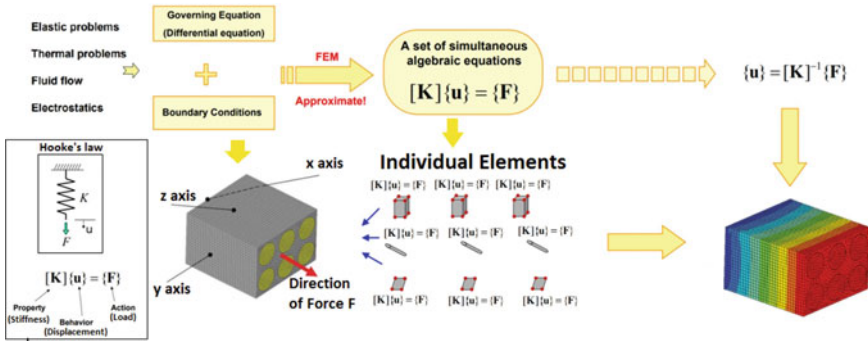 Elastic problems
Thermal problems
Fluid flow
Electrostatics
Governing Equation
(Differential equation)
Boundary Conditions
FEM
Approximate!
A set of simultaneous
algebraic equations
[K]{u} = {F}
{u} = [K]⁻¹{F}
Hooke's law
K
u
F
[K]{u} = {F}
Property
(Stiffness)
Behavior
(Displacement)
Action
(Load)
x axis
z axis
y axis
Direction
of Force F
Individual Elements
[K]{u} = {F} [K]{u} = {F} [K]{u} = {F}
[K]{u} = {F} [K]{u} = {F} [K]{u} = {F}
[K]{u} = {F} [K]{u} = {F} [K]{u} = {F}